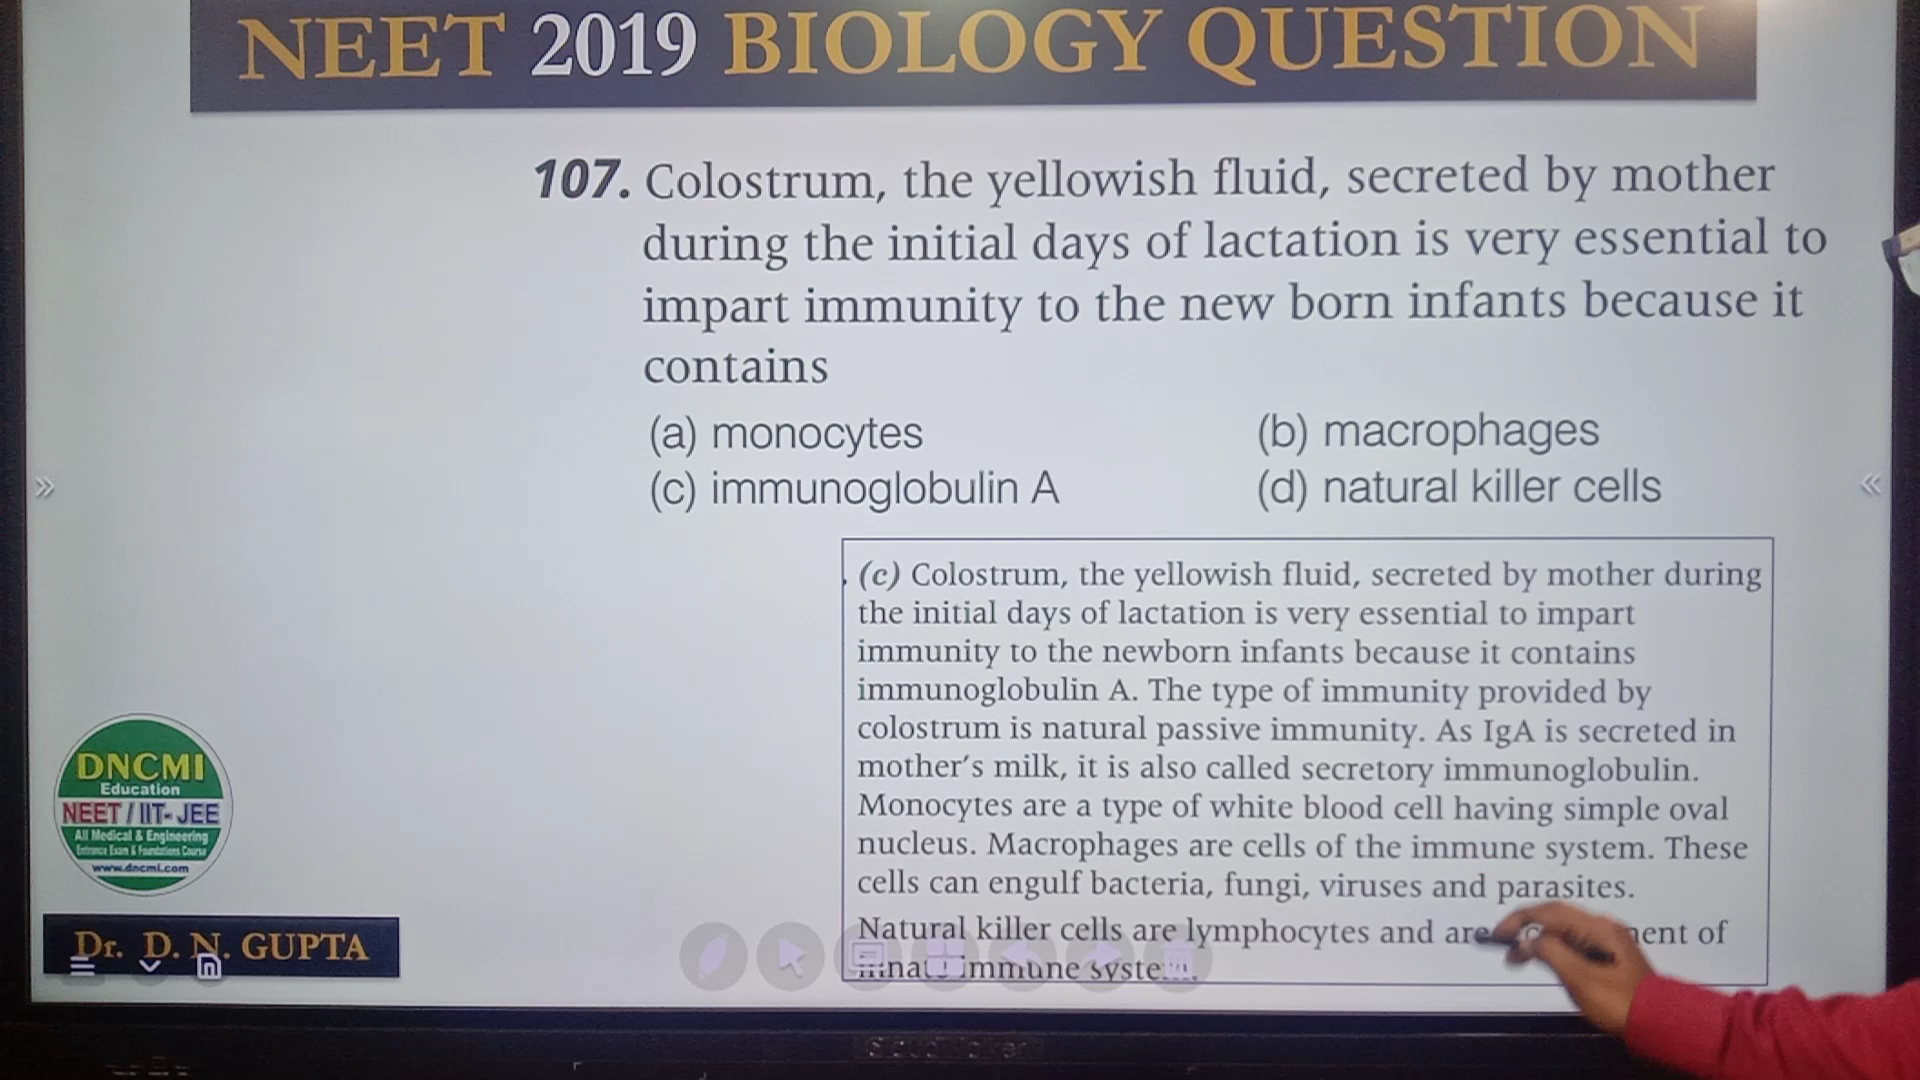 NEET 2019 BIOLOGY QUESTION
107. Colostrum, the yellowish fluid, secreted by mother
during the initial days of lactation is very essential to
impart immunity to the new born infants because it
contains
(a) monocytes
(b) macrophages
(c) immunoglobulin A
(d) natural killer cells
(c) Colostrum, the yellowish fluid, secreted by mother during
the initial days of lactation is very essential to impart
immunity to the newborn infants because it contains
immunoglobulin A. The type of immunity provided by
colostrum is natural passive immunity. As IgA is secreted in
mother's milk, it is also called secretory immunoglobulin.
Monocytes are a type of white blood cell having simple oval
nucleus. Macrophages are cells of the immune system. These
cells can engulf bacteria, fungi, viruses and parasites.
Natural killer cells are lymphocytes and are of
immune
DNCMI
Education
NEET / IIT-JEE
All Medical & Engineering
Entrance Exam & Foundations Course
www.dncmi.com
Dr. D. N. GUPTA